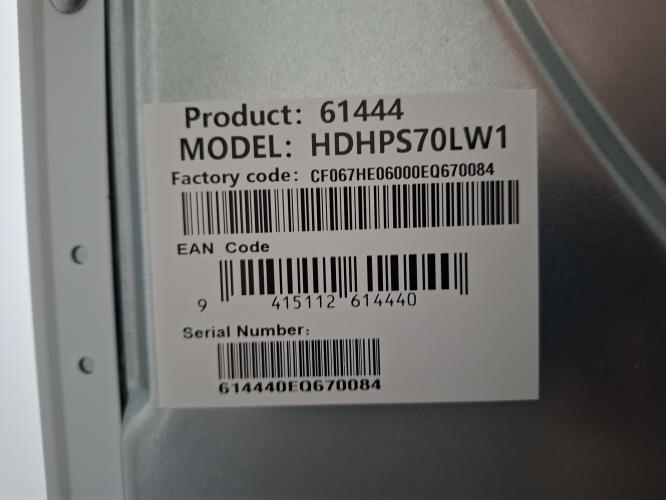 Product: 61444
MODEL: HDHPS70LW1
Factory code: CF067HE06000EQ670084
EAN Code
9 415112 614440
Serial Number:
614440EQ670084